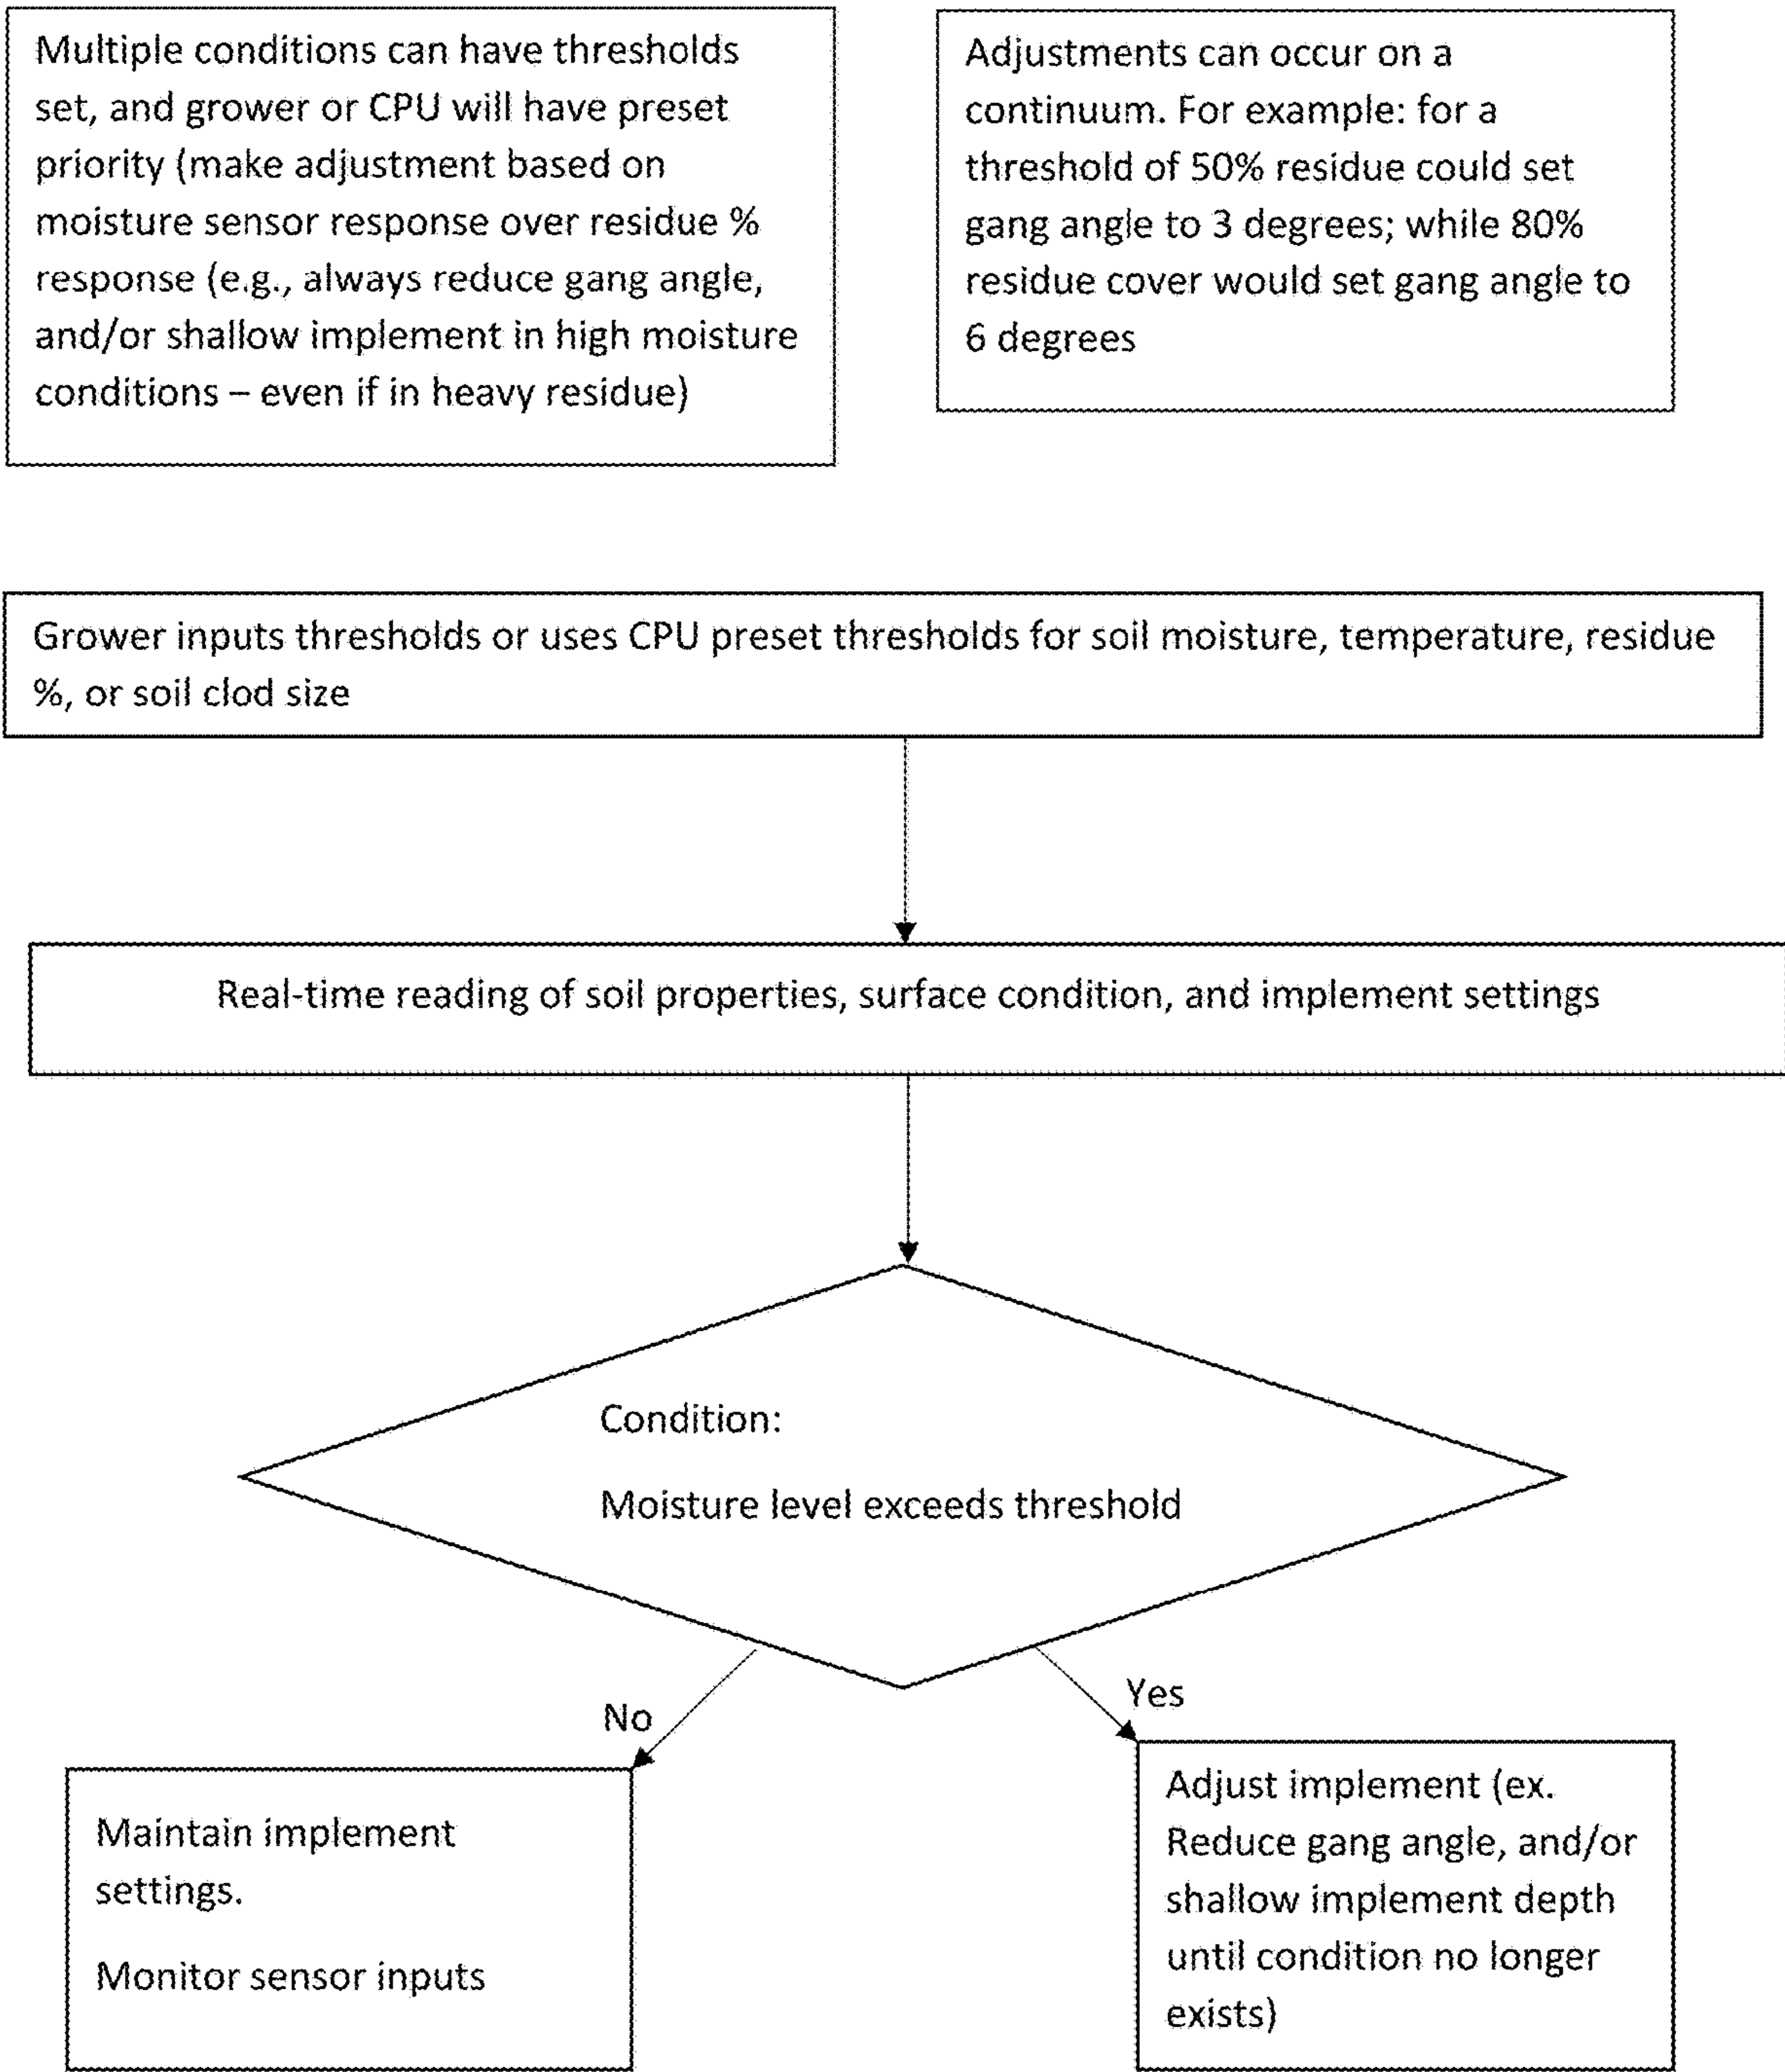 Multiple conditions can have thresholds
set, and grower or CPU will have preset
priority (make adjustment based on
moisture sensor response over residue %
response (e.g., always reduce gang angle,
and/or shallow implement in high moisture
conditions – even if in heavy residue)
Adjustments can occur on a
continuum. For example: for a
threshold of 50% residue could set
gang angle to 3 degrees; while 80%
residue cover would set gang angle to
6 degrees
Grower inputs thresholds or uses CPU preset thresholds for soil moisture, temperature, residue
%, or soil clod size
Real-time reading of soil properties, surface condition, and implement settings
Condition:
Moisture level exceeds threshold
No
Yes
Maintain implement
settings.
Monitor sensor inputs
Adjust implement (ex.
Reduce gang angle, and/or
shallow implement depth
until condition no longer
exists)